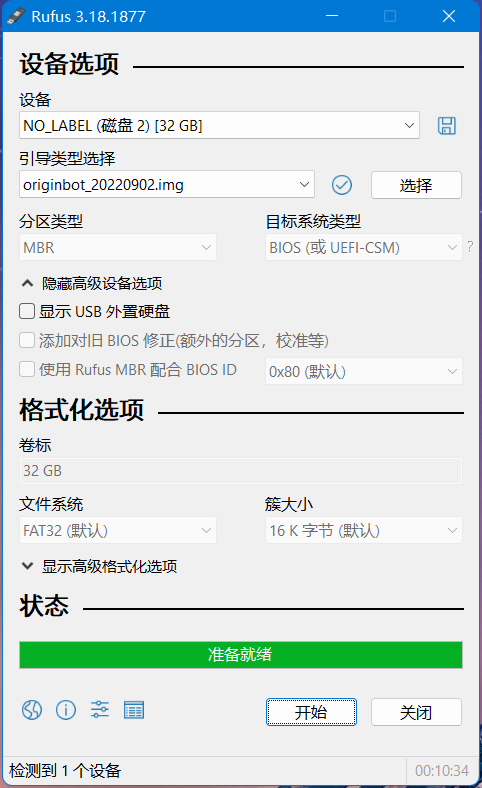 Rufus 3.18.1877
设备选项
设备
NO_LABEL (磁盘 2) [32 GB]
引导类型选择
originbot_20220902.img
选择
分区类型
目标系统类型
MBR
BIOS (或 UEFI-CSM)
?
隐藏高级设备选项
显示 USB 外置硬盘
添加对旧 BIOS 修正(额外的分区，校准等)
使用 Rufus MBR 配合 BIOS ID
0x80 (默认)
格式化选项
卷标
32 GB
文件系统
簇大小
FAT32 (默认)
16 K 字节 (默认)
显示高级格式化选项
状态
准备就绪
开始
关闭
检测到 1 个设备
00:10:34